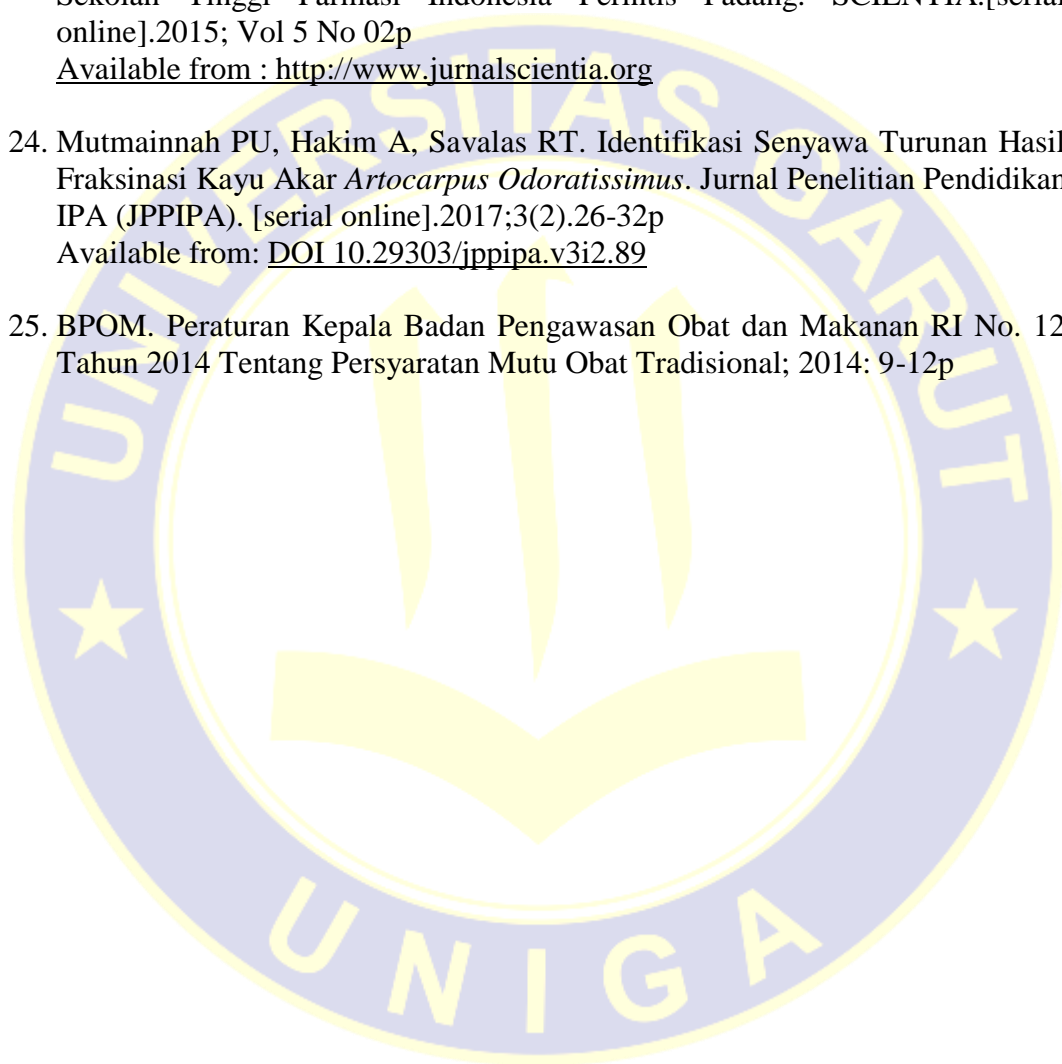 Sekolah Tinggi Farmasi Indonesia Perintis Padang. SCIENTIA.[serial
online].2015; Vol 5 No 02p
Available from : http://www.jurnalscientia.org
24. Mutmainnah PU, Hakim A, Savalas RT. Identifikasi Senyawa Turunan Hasil
Fraksinasi Kayu Akar Artocarpus Odoratissimus. Jurnal Penelitian Pendidikan
IPA (JPPIPA). [serial online].2017;3(2).26-32p
Available from: DOI 10.29303/jppipa.v3i2.89
25. BPOM. Peraturan Kepala Badan Pengawasan Obat dan Makanan RI No. 12
Tahun 2014 Tentang Persyaratan Mutu Obat Tradisional; 2014: 9-12p
UNIVERSITAS GARUT
UNIGA